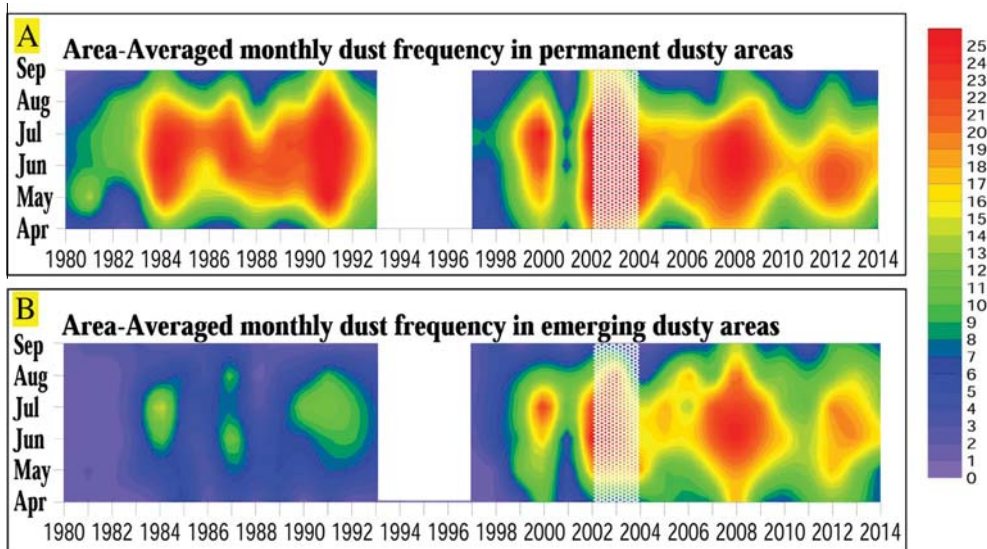 A
Area-Averaged monthly dust frequency in permanent dusty areas
Sep
Aug
Jul
Jun
May
Apr
1980 1982 1984 1986 1988 1990 1992 1994 1996 1998 2000 2002 2004 2006 2008 2010 2012 2014
B
Area-Averaged monthly dust frequency in emerging dusty areas
Sep
Aug
Jul
Jun
May
Apr
1980 1982 1984 1986 1988 1990 1992 1994 1996 1998 2000 2002 2004 2006 2008 2010 2012 2014
25
24
23
22
21
20
19
18
17
16
15
14
13
12
11
10
9
8
7
6
5
4
3
2
1
0